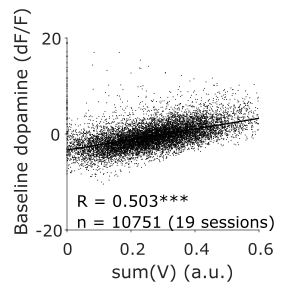 20
Baseline dopamine (dF/F)
0
R = 0.503***
n = 10751 (19 sessions)
-20
0 0.2 0.4 0.6
sum(V) (a.u.)